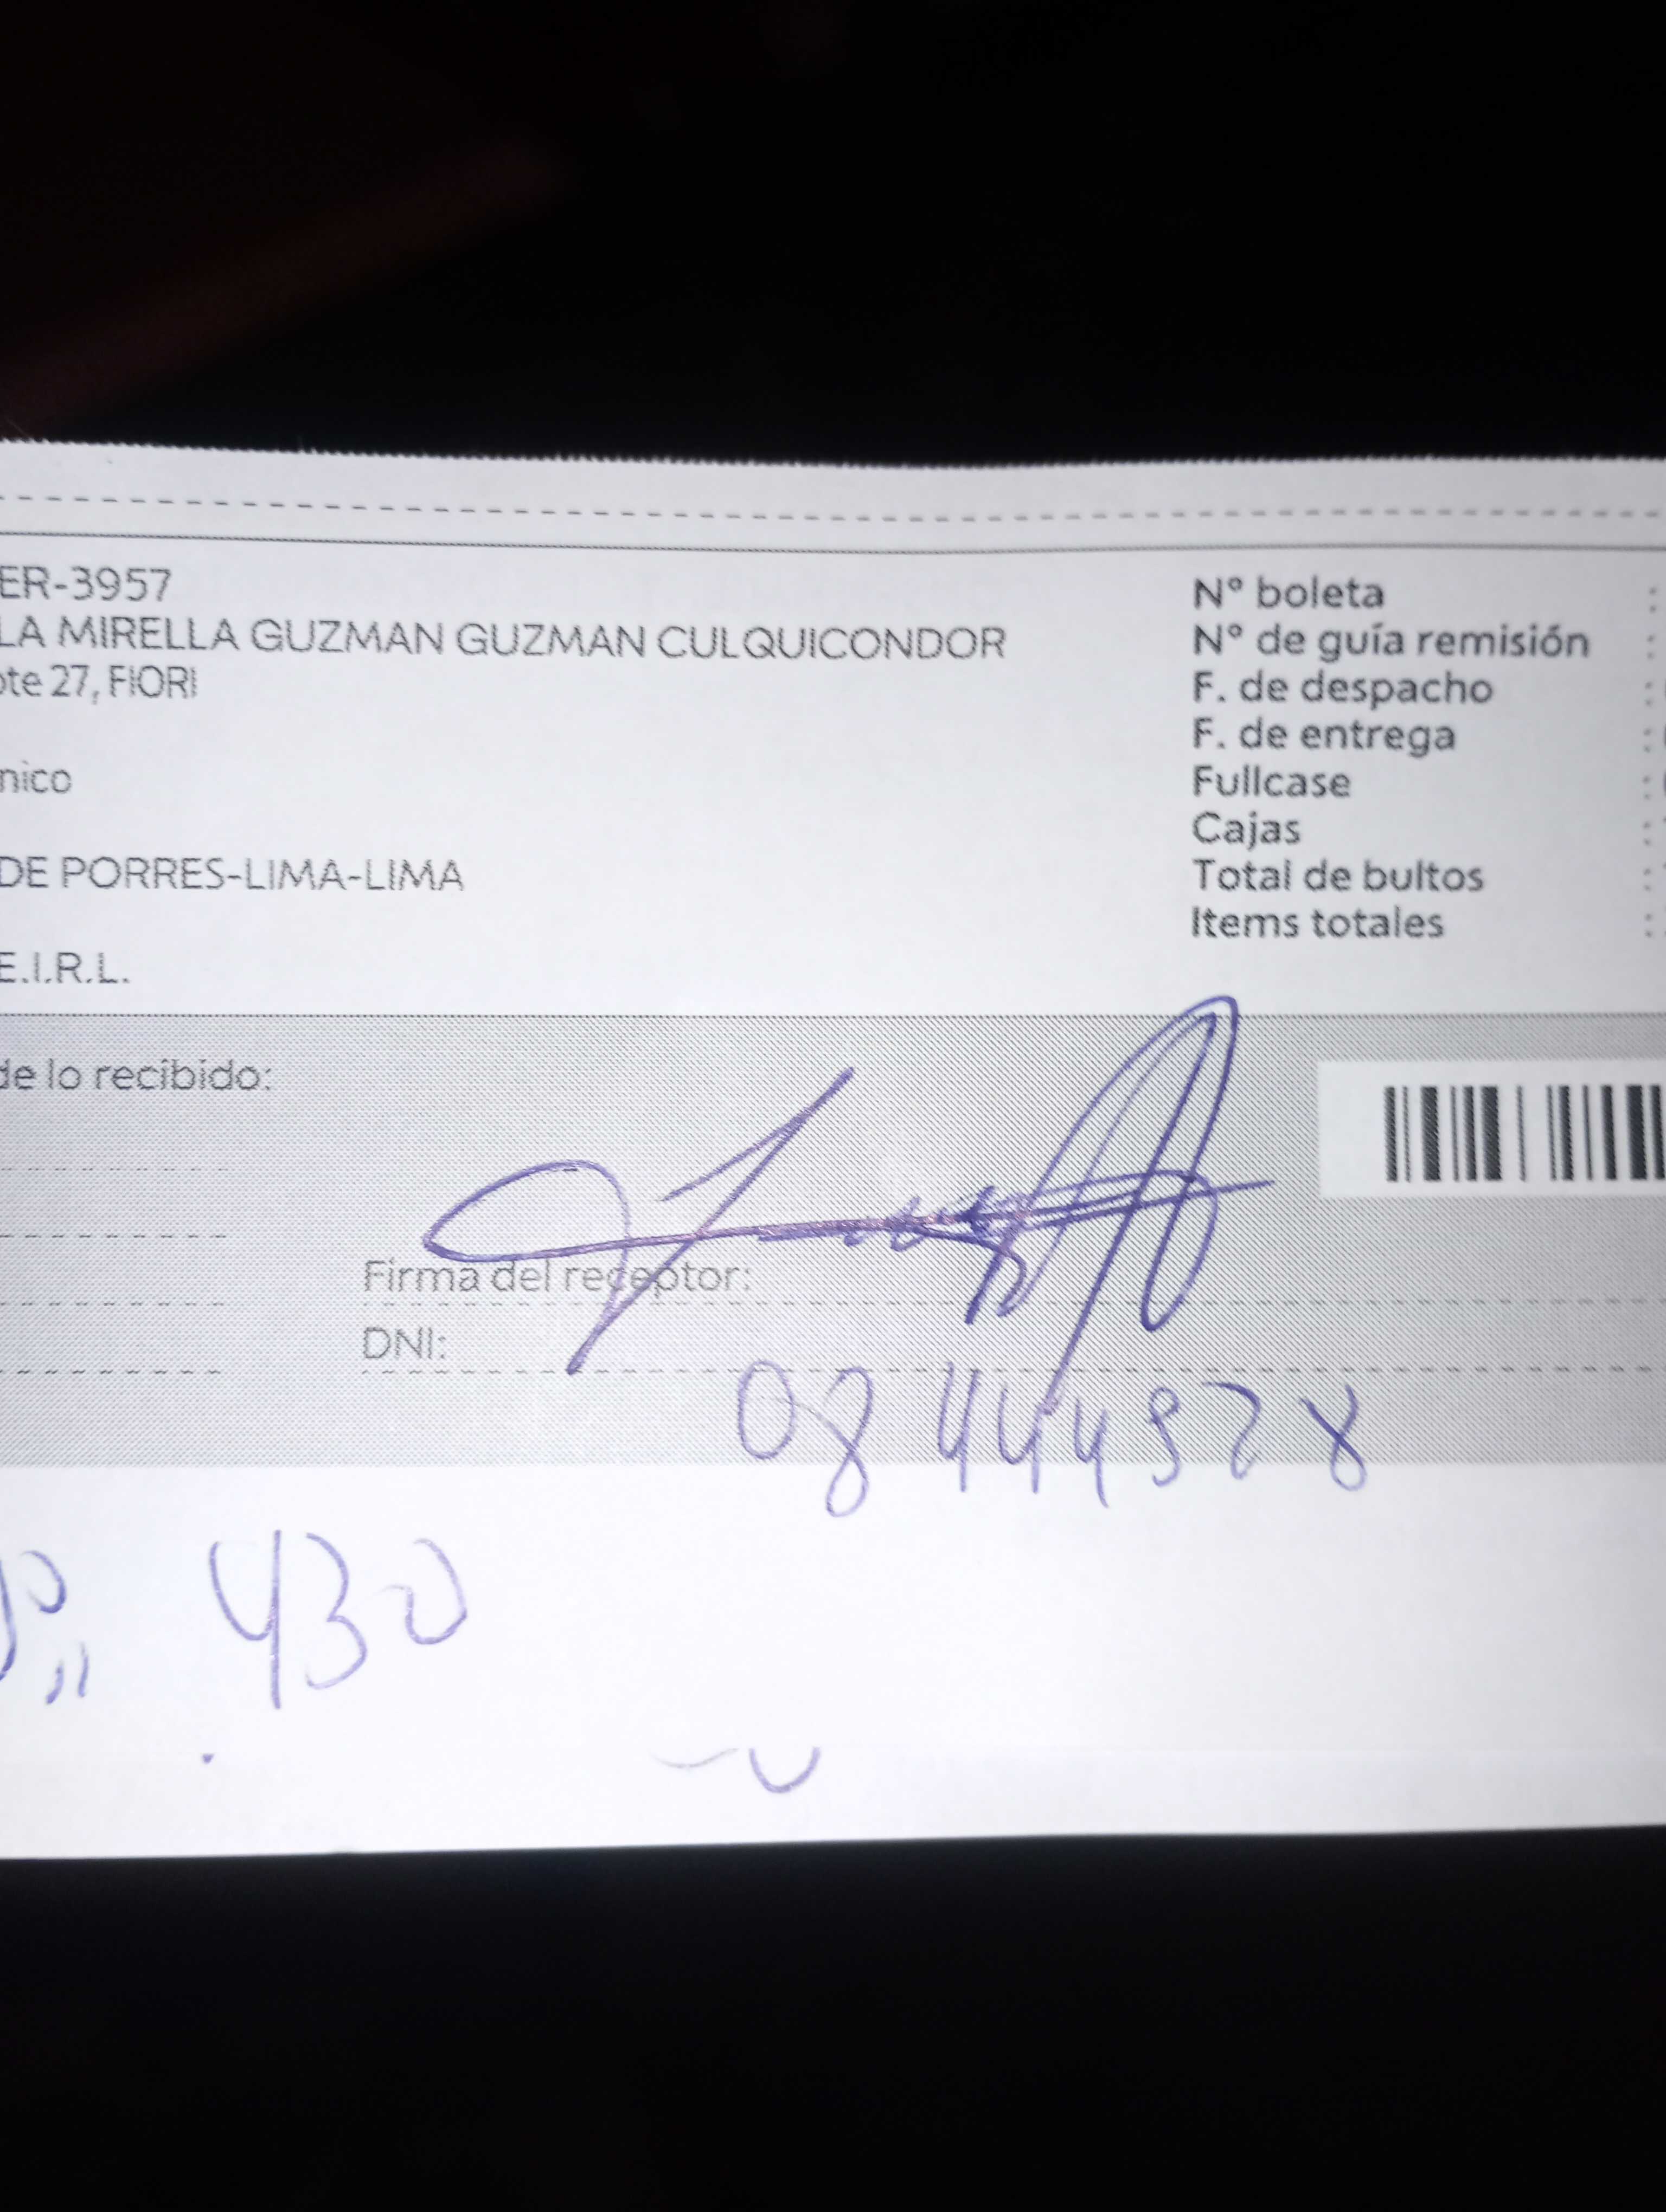 ER-3957
LA MIRELLA GUZMAN GUZMAN CULQUICONDOR
ote 27, FIORI
nico
DE PORRES-LIMA-LIMA
E.I.R.L.
N° boleta :
N° de guía remisión :
F. de despacho :
F. de entrega :
Fullcase :
Cajas :
Total de bultos :
Items totales :
de lo recibido:
Firma del receptor:
DNI:
430